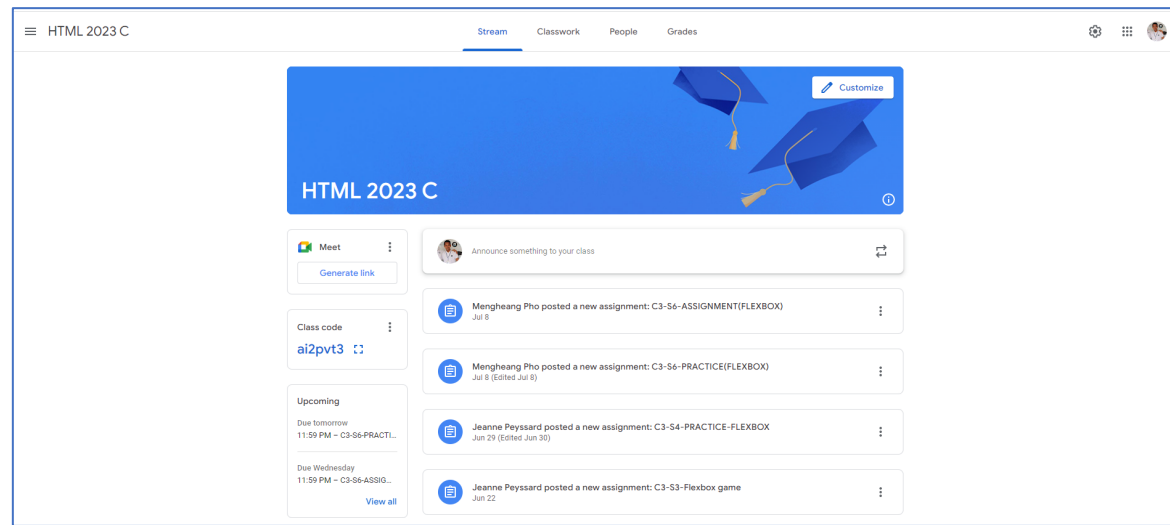 HTML 2023 C
Stream Classwork People Grades
Customize
HTML 2023 C
Meet
Generate link
Class code
ai2pvt3
Upcoming
Due tomorrow
11:59 PM – C3-S6-PRACTI...
Due Wednesday
11:59 PM – C3-S6-ASSIG...
View all
Announce something to your class
Mengheang Pho posted a new assignment: C3-S6-ASSIGNMENT(FLEXBOX)
Jul 8
Mengheang Pho posted a new assignment: C3-S6-PRACTICE(FLEXBOX)
Jul 8 (Edited Jul 8)
Jeanne Peyssard posted a new assignment: C3-S4-PRACTICE-FLEXBOX
Jun 29 (Edited Jun 30)
Jeanne Peyssard posted a new assignment: C3-S3-Flexbox game
Jun 22